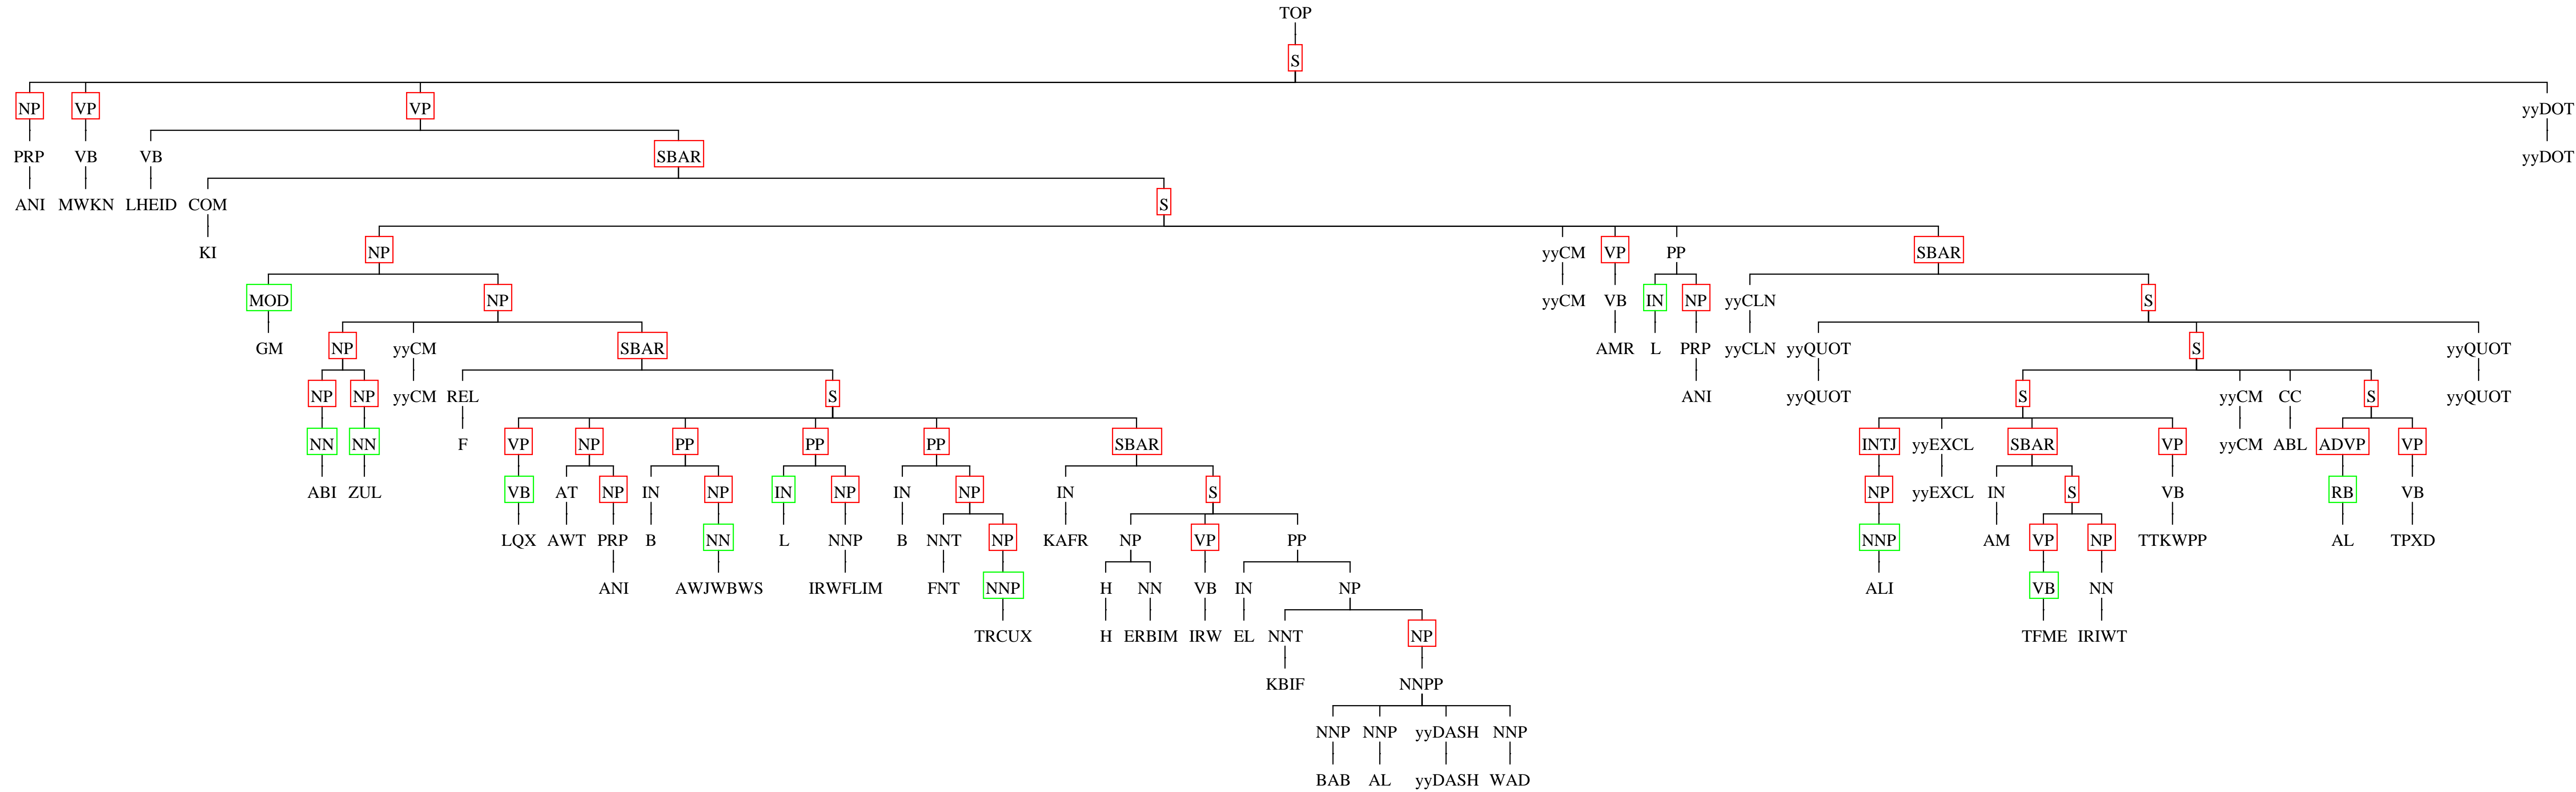 TOP
S
NP VP VP yyDOT
PRP VB VB SBAR yyDOT
ANI MWKN LHEID COM S
KI NP yyCM VP PP SBAR
MOD NP yyCM VB IN NP yyCLN S
GM NP yyCM SBAR AMR L PRP yyCLN yyQUOT S yyQUOT
NP NP yyCM REL S ANI yyQUOT S yyCM CC S yyQUOT
NN NN F VP NP PP PP PP SBAR INTJ yyEXCL SBAR VP yyCM ABL ADVP VP
ABI ZUL VB AT NP IN NP IN NP IN NP IN S NP yyEXCL IN S VB RB VB
LQX AWT PRP B NN L NNP B NNT NP KAFR NP VP PP NNP AM VP NP TTKWPP AL TPXD
ANI AWJWBWS IRWFLIM FNT NNP H NN VB IN NP ALI VB NN
TRCUX H ERBIM IRW EL NNT NP TFME IRIWT
KBIF NNPP
NNP NNP yyDASH NNP
BAB AL yyDASH WAD